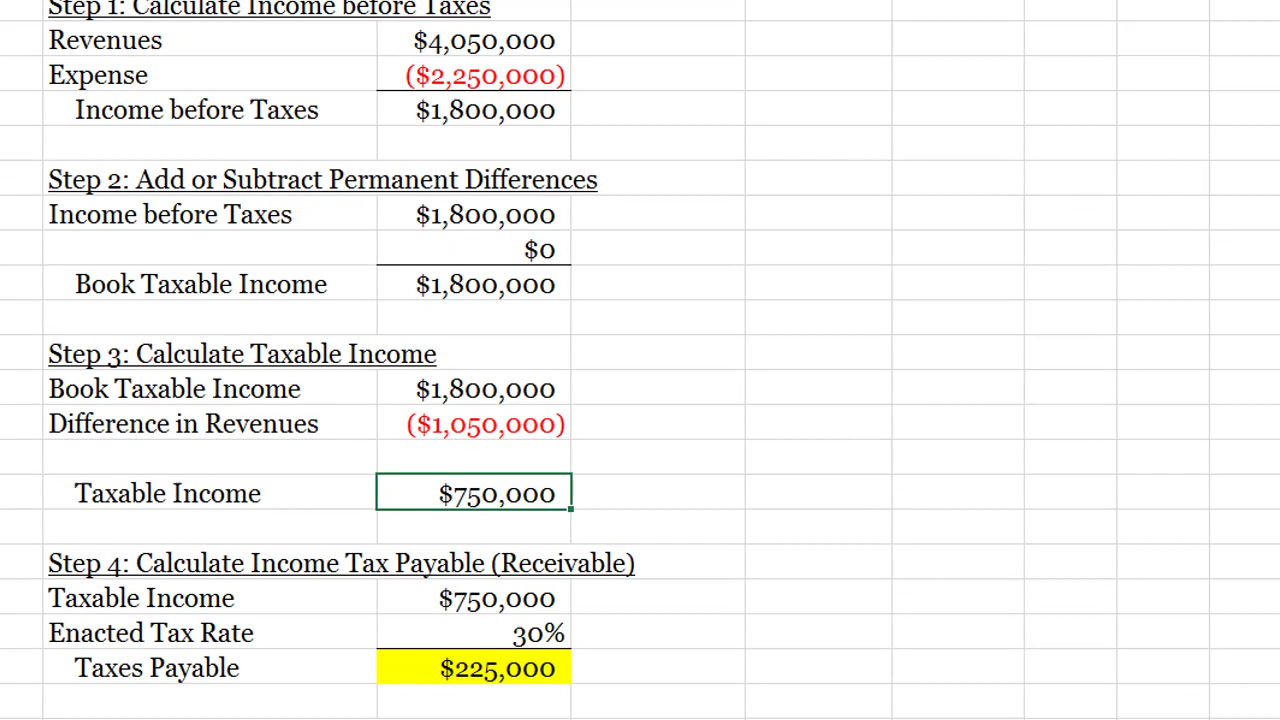 Step 1: Calculate Income before Taxes
Revenues $4,050,000
Expense ($2,250,000)
Income before Taxes $1,800,000
Step 2: Add or Subtract Permanent Differences
Income before Taxes $1,800,000
$0
Book Taxable Income $1,800,000
Step 3: Calculate Taxable Income
Book Taxable Income $1,800,000
Difference in Revenues ($1,050,000)
Taxable Income $750,000
Step 4: Calculate Income Tax Payable (Receivable)
Taxable Income $750,000
Enacted Tax Rate 30%
Taxes Payable $225,000